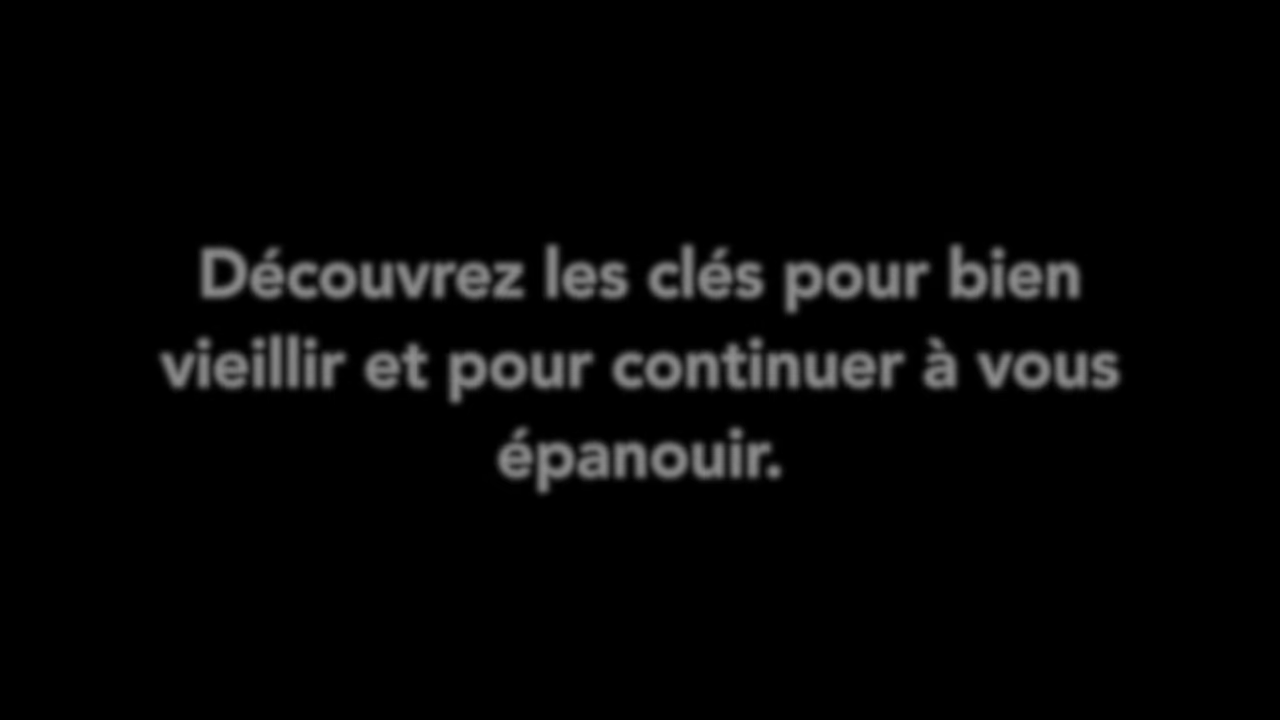 Découvrez les clés pour bien
vieillir et pour continuer à vous
épanouir.